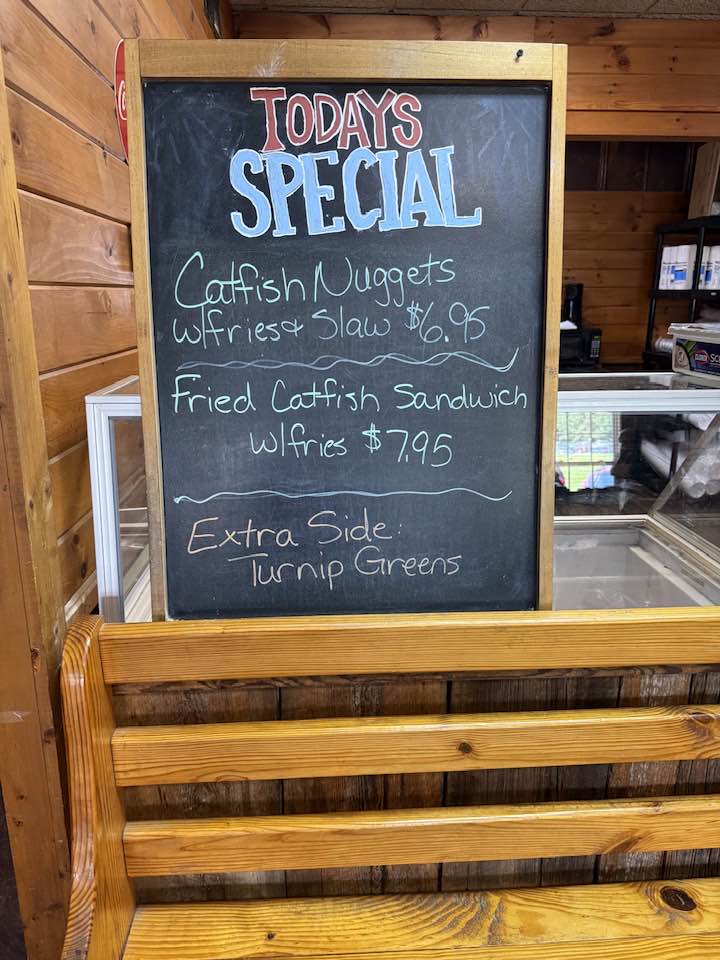 TODAYS
SPECIAL
Catfish Nuggets
w/fries & Slaw $6.95
Fried Catfish Sandwich
w/fries $7.95
Extra Side:
Turnip Greens